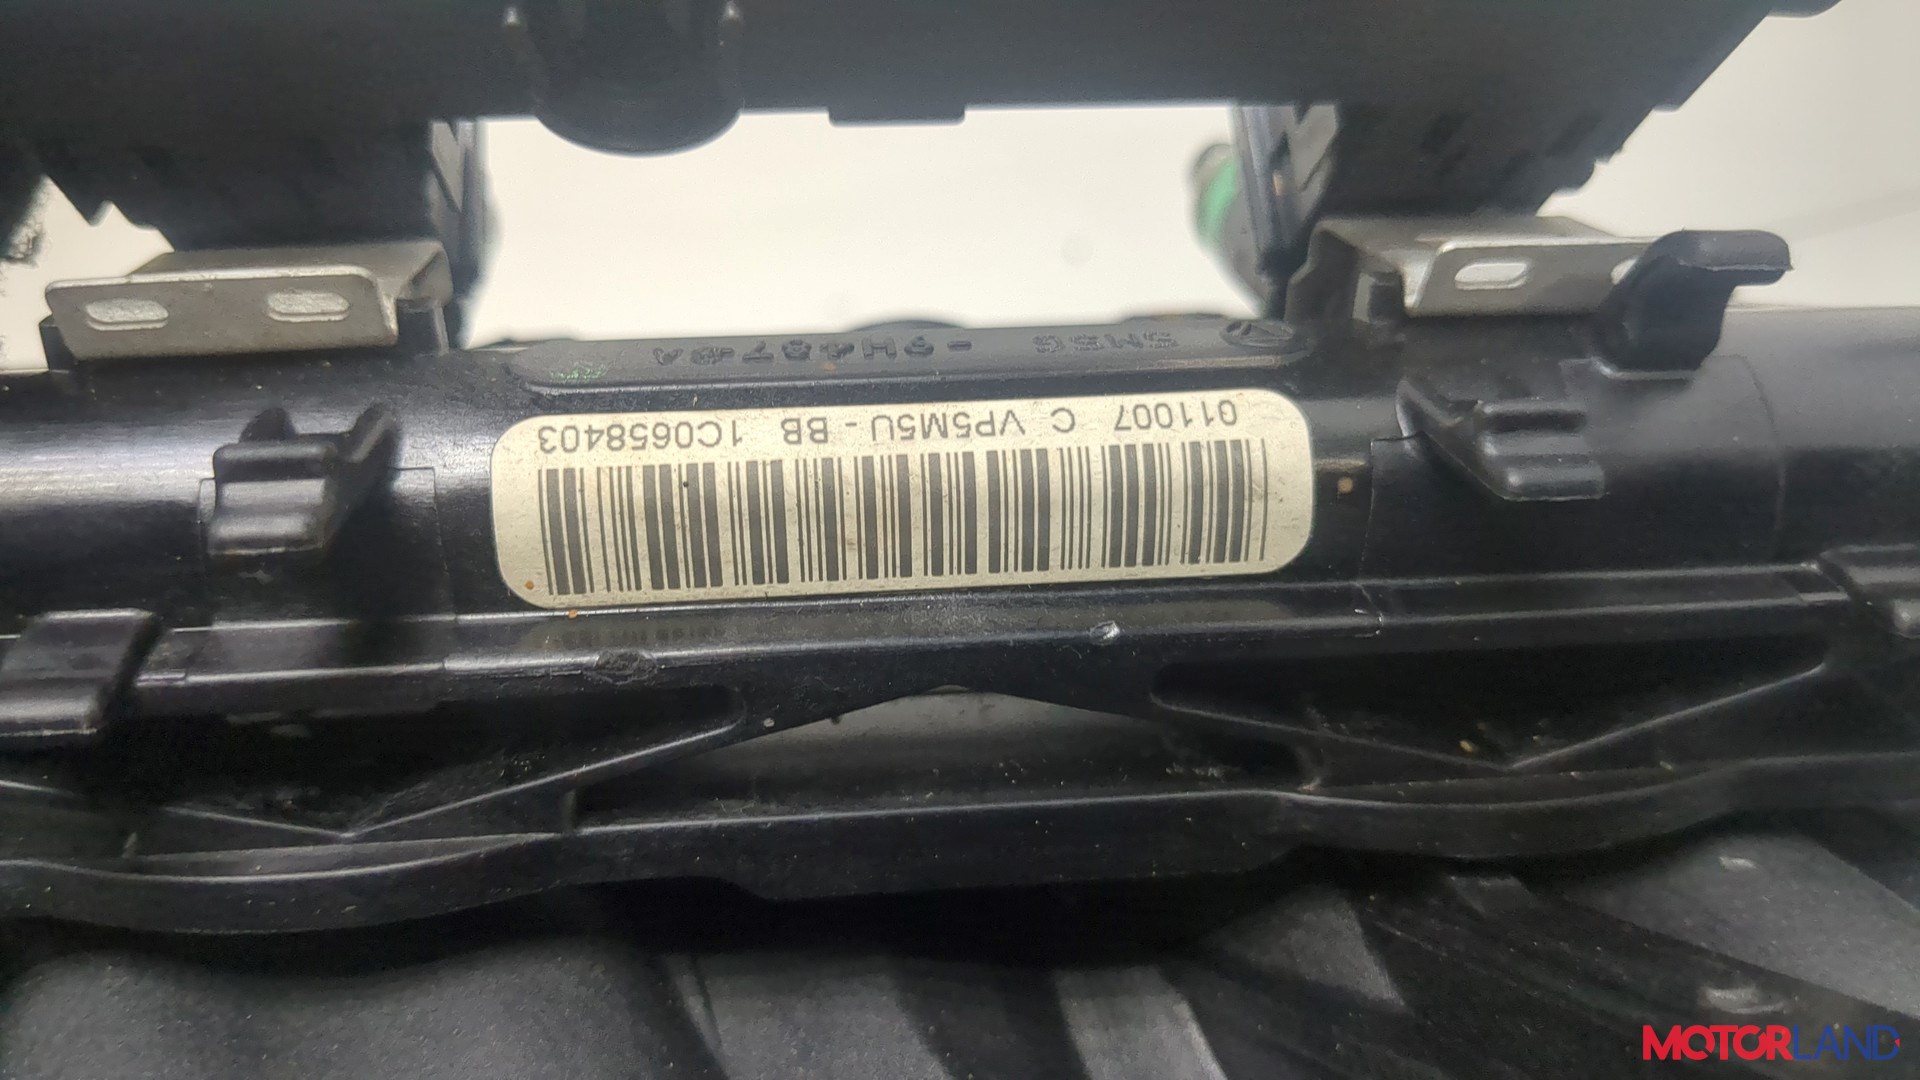 011007 C VP5M5U - BB 1C0658403
MOTORLAND